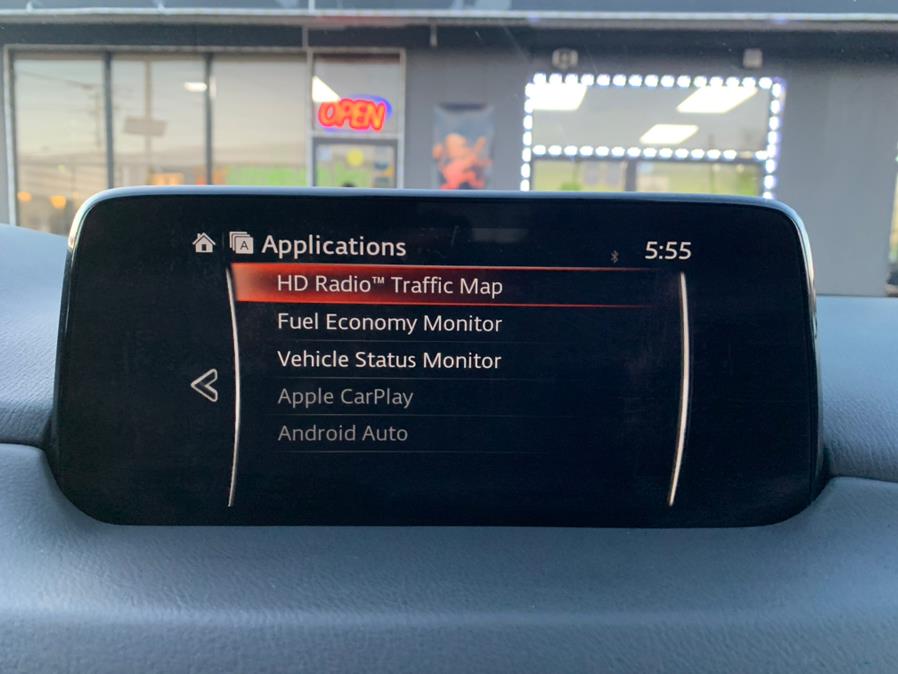 OPEN
A Applications 5:55
HD Radio™ Traffic Map
Fuel Economy Monitor
Vehicle Status Monitor
Apple CarPlay
Android Auto